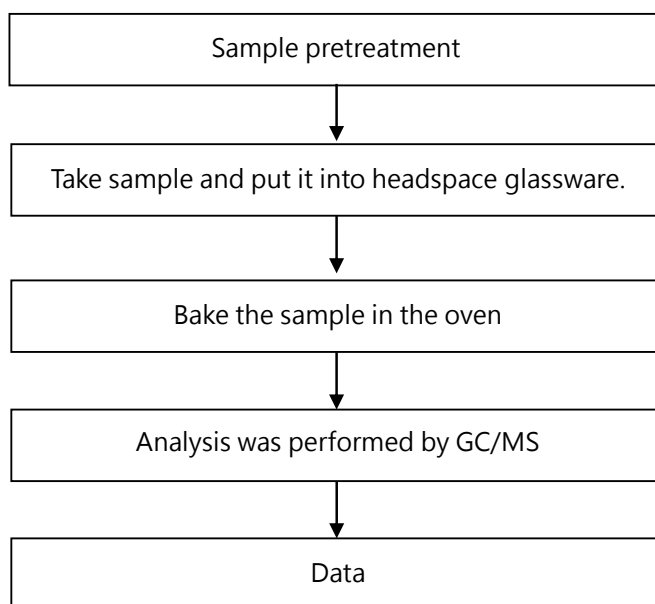 Sample pretreatment
Take sample and put it into headspace glassware.
Bake the sample in the oven
Analysis was performed by GC/MS
Data